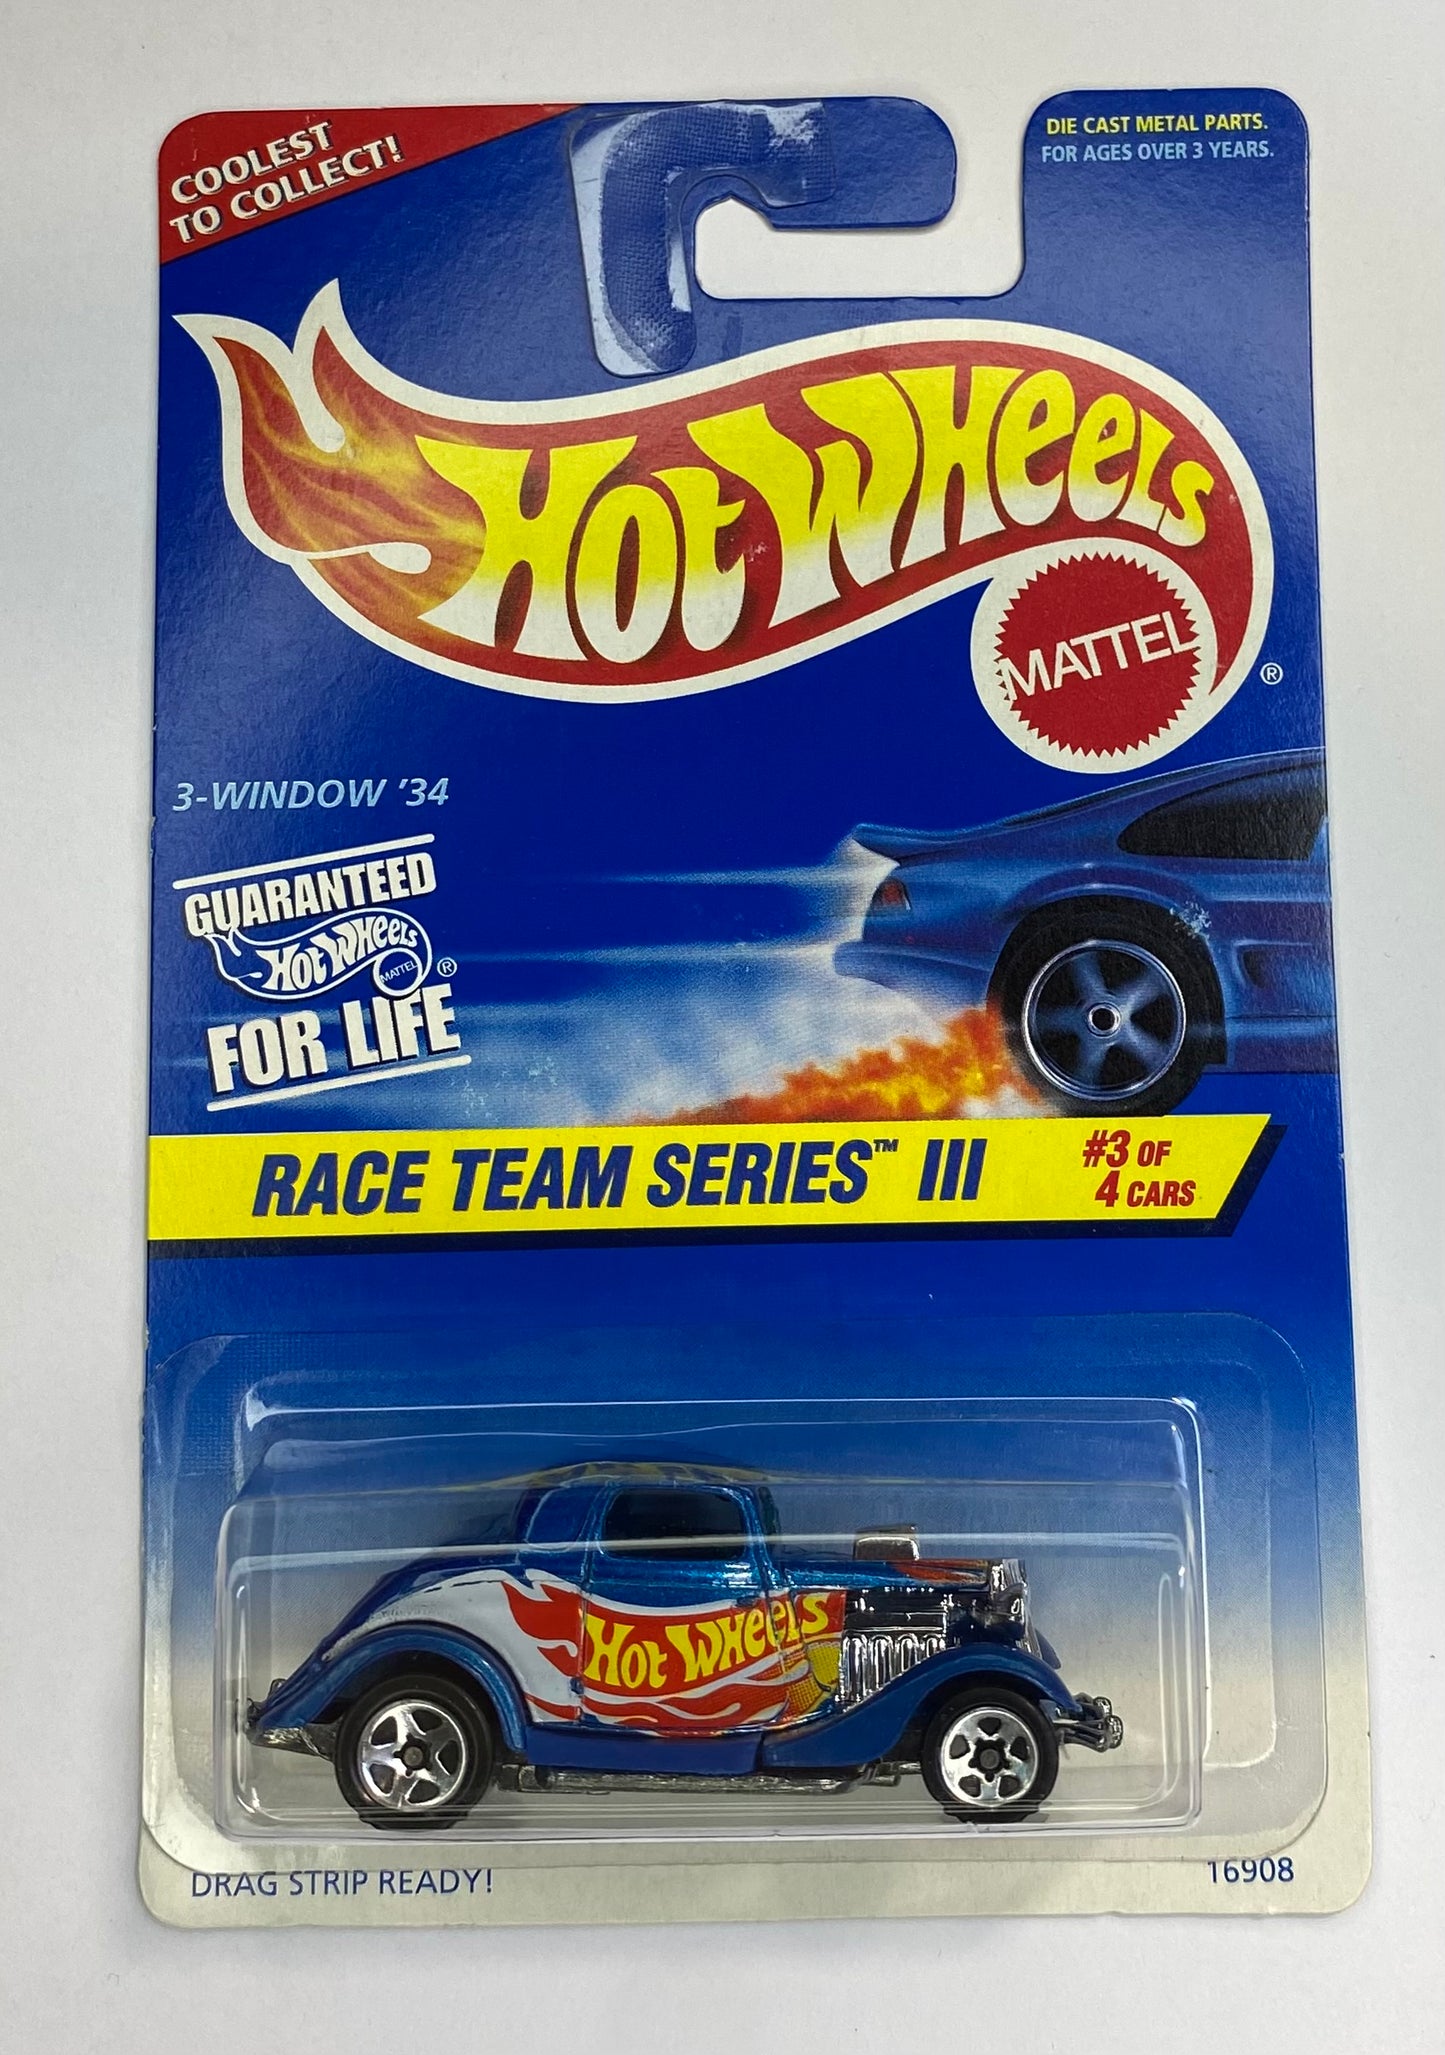 COOLEST
TO COLLECT!
DIE CAST METAL PARTS.
FOR AGES OVER 3 YEARS.
HOT WHEELS
MATTEL
®
3-WINDOW '34
GUARANTEED
HOT WHEELS
MATTEL ®
FOR LIFE
RACE TEAM SERIES™ III
#3 OF
4 CARS
HOT WHEELS
DRAG STRIP READY!
16908